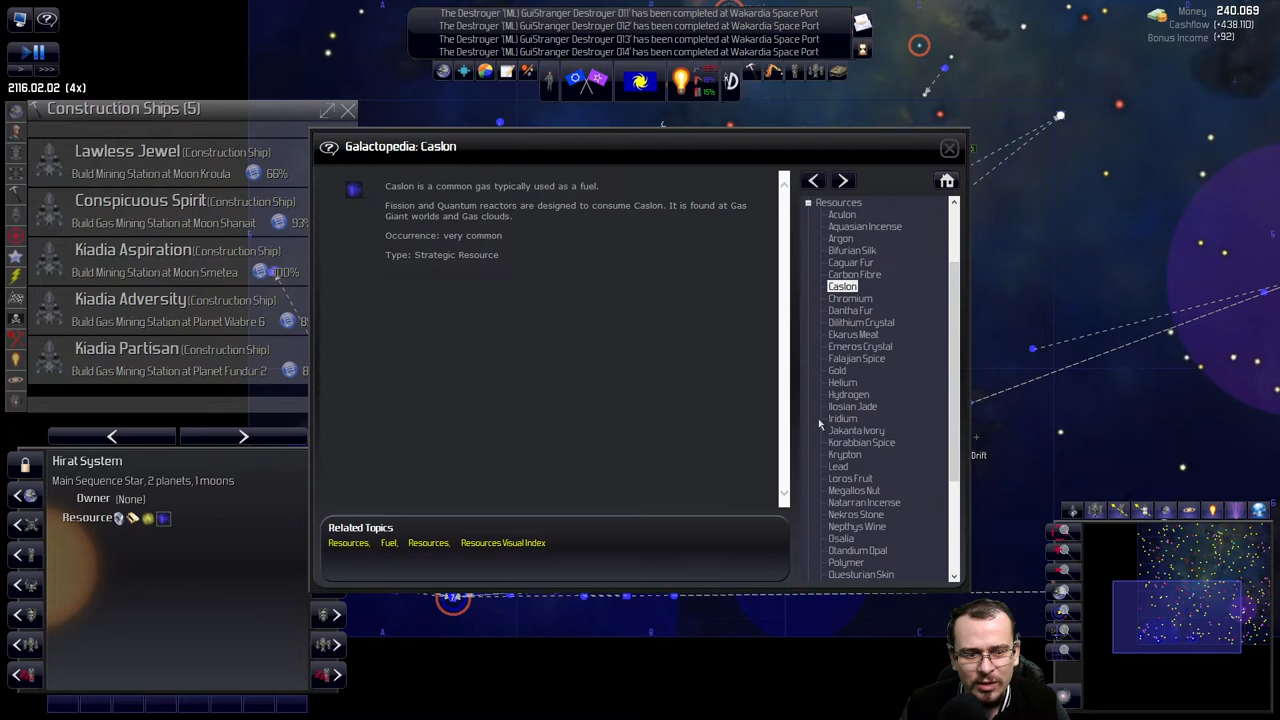 The Destroyer '(ML) GuiStranger Destroyer 011' has been completed at Wakardia Space Port
The Destroyer '(ML) GuiStranger Destroyer 012' has been completed at Wakardia Space Port
The Destroyer '(ML) GuiStranger Destroyer 013' has been completed at Wakardia Space Port
The Destroyer '(ML) GuiStranger Destroyer 014' has been completed at Wakardia Space Port
Money 240.069
Cashflow (+438.110)
Bonus Income (+92)
> >>>
2116.02.02 (4x)
15%
Construction Ships (5)
Lawless Jewel (Construction Ship)
Build Mining Station at Moon Kroula 66%
Conspicuous Spirit (Construction Ship)
Build Mining Station at Moon Shanait 93%
Kiadia Aspiration (Construction Ship)
Build Mining Station at Moon Smetea 100%
Kiadia Adversity (Construction Ship)
Build Gas Mining Station at Planet Vilabre 6
Kiadia Partisan (Construction Ship)
Build Gas Mining Station at Planet Fundur 2
Hirat System
Main Sequence Star, 2 planets, 1 moons
Owner (None)
Resource
Galactopedia: Caslon
Caslon is a common gas typically used as a fuel.
Fission and Quantum reactors are designed to consume Caslon. It is found at Gas
Giant worlds and Gas clouds.
Occurrence: very common
Type: Strategic Resource
Related Topics
Resources, Fuel, Resources, Resources Visual Index
Resources
Aculon
Aquasian Incense
Argon
Bifurian Silk
Caguar Fur
Carbon Fibre
Caslon
Chromium
Dantha Fur
Dilithium Crystal
Ekarus Meat
Emeros Crystal
Falajian Spice
Gold
Helium
Hydrogen
Ilosian Jade
Iridium
Jakanta Ivory
Korabbian Spice
Krypton
Lead
Loros Fruit
Megallos Nut
Natarran Incense
Nekros Stone
Nepthys Wine
Osalia
Otandium Opal
Polymer
Questurian Skin
Drift
A B C